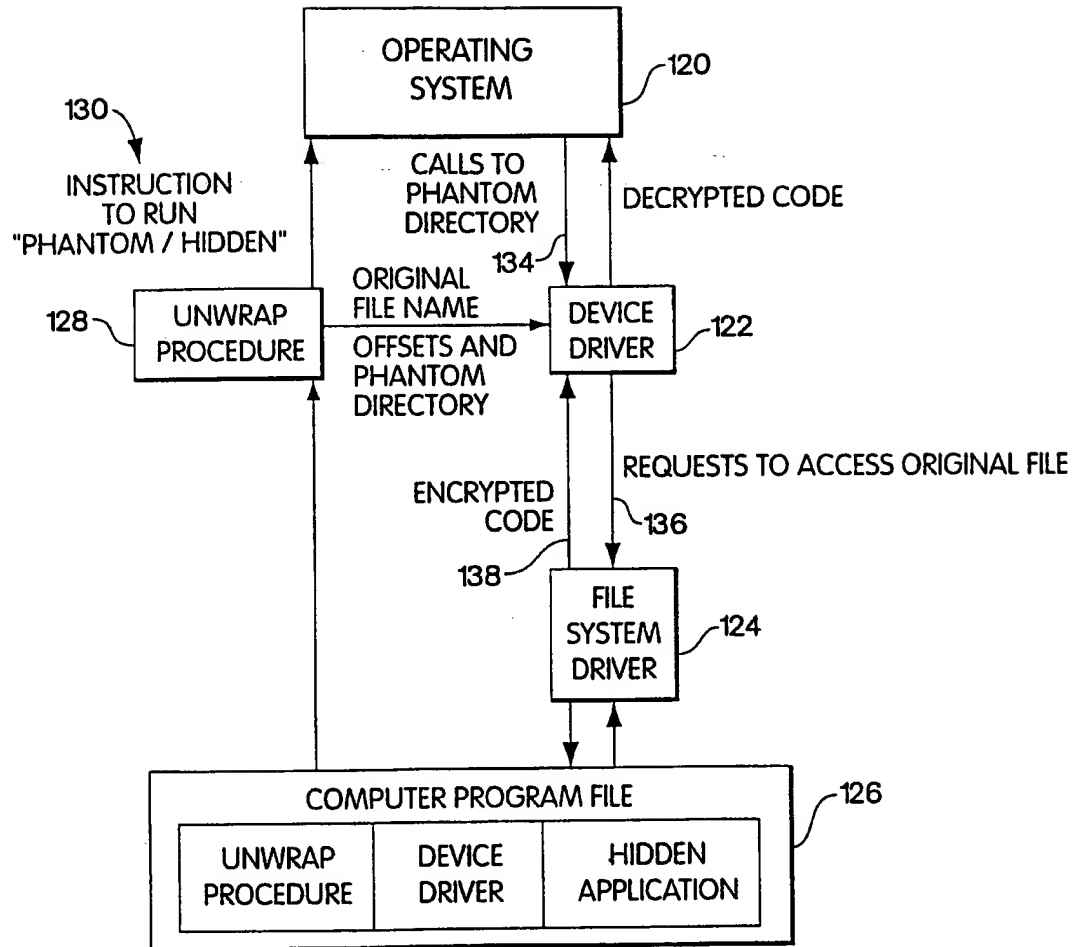 OPERATING
SYSTEM
120
130
INSTRUCTION
TO RUN
"PHANTOM / HIDDEN"
CALLS TO
PHANTOM
DIRECTORY
134
DECRYPTED CODE
128
UNWRAP
PROCEDURE
ORIGINAL
FILE NAME
OFFSETS AND
PHANTOM
DIRECTORY
DEVICE
DRIVER
122
ENCRYPTED
CODE
138
REQUESTS TO ACCESS ORIGINAL FILE
136
FILE
SYSTEM
DRIVER
124
COMPUTER PROGRAM FILE
126
UNWRAP
PROCEDURE
DEVICE
DRIVER
HIDDEN
APPLICATION